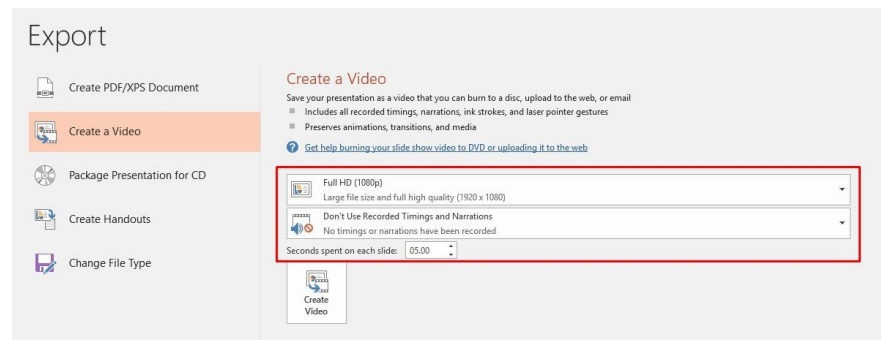 Export
Create PDF/XPS Document
Create a Video
Package Presentation for CD
Create Handouts
Change File Type
Create a Video
Save your presentation as a video that you can burn to a disc, upload to the web, or email
Includes all recorded timings, narrations, ink strokes, and laser pointer gestures
Preserves animations, transitions, and media
Get help burning your slide show video to DVD or uploading it to the web
Full HD (1080p)
Large file size and full high quality (1920 x 1080)
Don't Use Recorded Timings and Narrations
No timings or narrations have been recorded
Seconds spent on each slide: 05.00
Create
Video